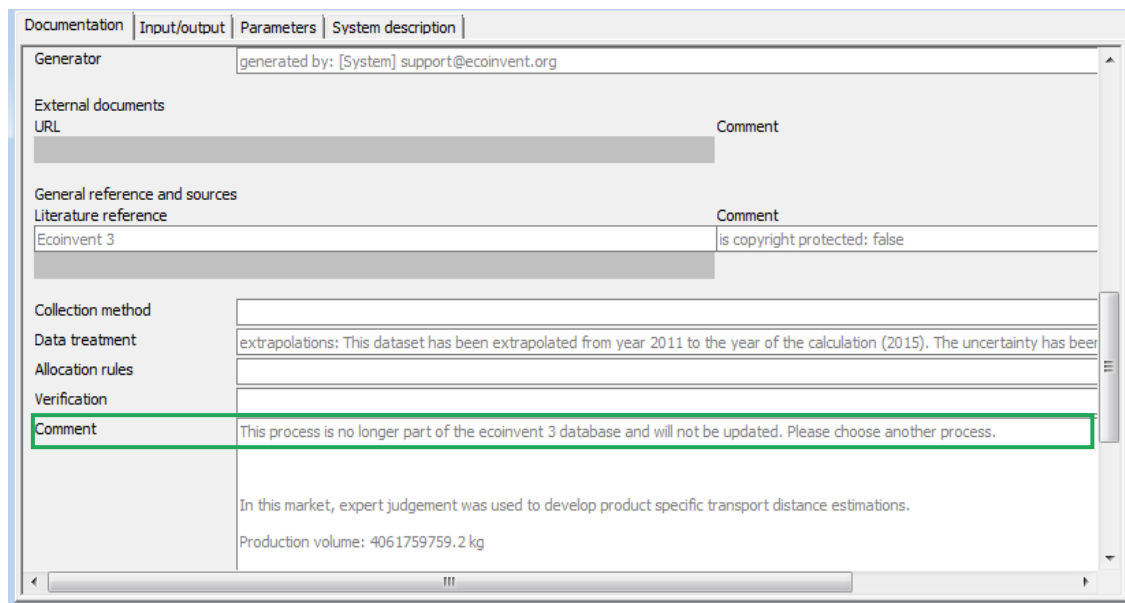 Documentation Input/output Parameters System description
Generator generated by: [System] support@ecoinvent.org
External documents
URL Comment
General reference and sources
Literature reference Comment
Ecoinvent 3 is copyright protected: false
Collection method
Data treatment extrapolations: This dataset has been extrapolated from year 2011 to the year of the calculation (2015). The uncertainty has been
Allocation rules
Verification
Comment This process is no longer part of the ecoinvent 3 database and will not be updated. Please choose another process.
In this market, expert judgement was used to develop product specific transport distance estimations.
Production volume: 4061759759.2 kg